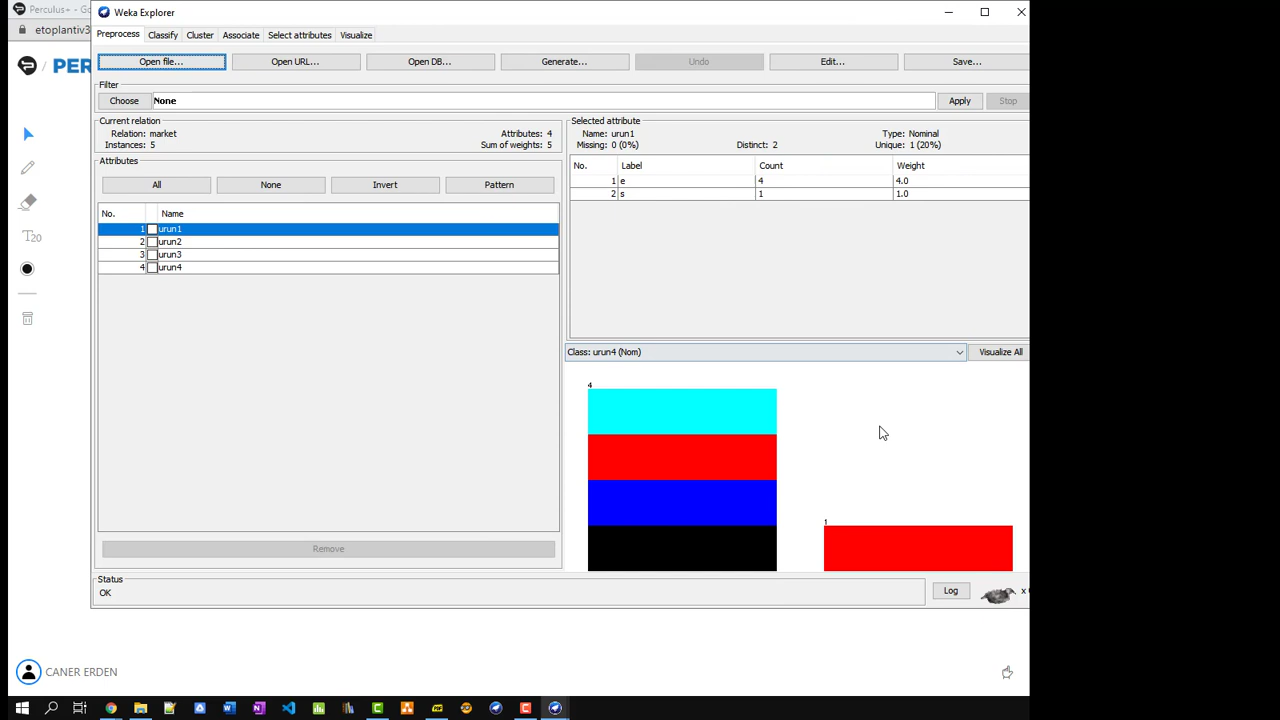 Perculus+ - Go
Weka Explorer
etoplantiv3
/ PER
Preprocess Classify Cluster Associate Select attributes Visualize
Open file... Open URL... Open DB... Generate... Undo Edit... Save...
Filter
Choose None Apply Stop
Current relation
Relation: market Attributes: 4
Instances: 5 Sum of weights: 5
Selected attribute
Name: urun1 Type: Nominal
Missing: 0 (0%) Distinct: 2 Unique: 1 (20%)
Attributes
All None Invert Pattern
No. Name
1 urun1
2 urun2
3 urun3
4 urun4
No. Label Count Weight
1 e 4 4.0
2 s 1 1.0
T20
Class: urun4 (Nom) Visualize All
4
1
Remove
Status
OK
Log
x
CANER ERDEN